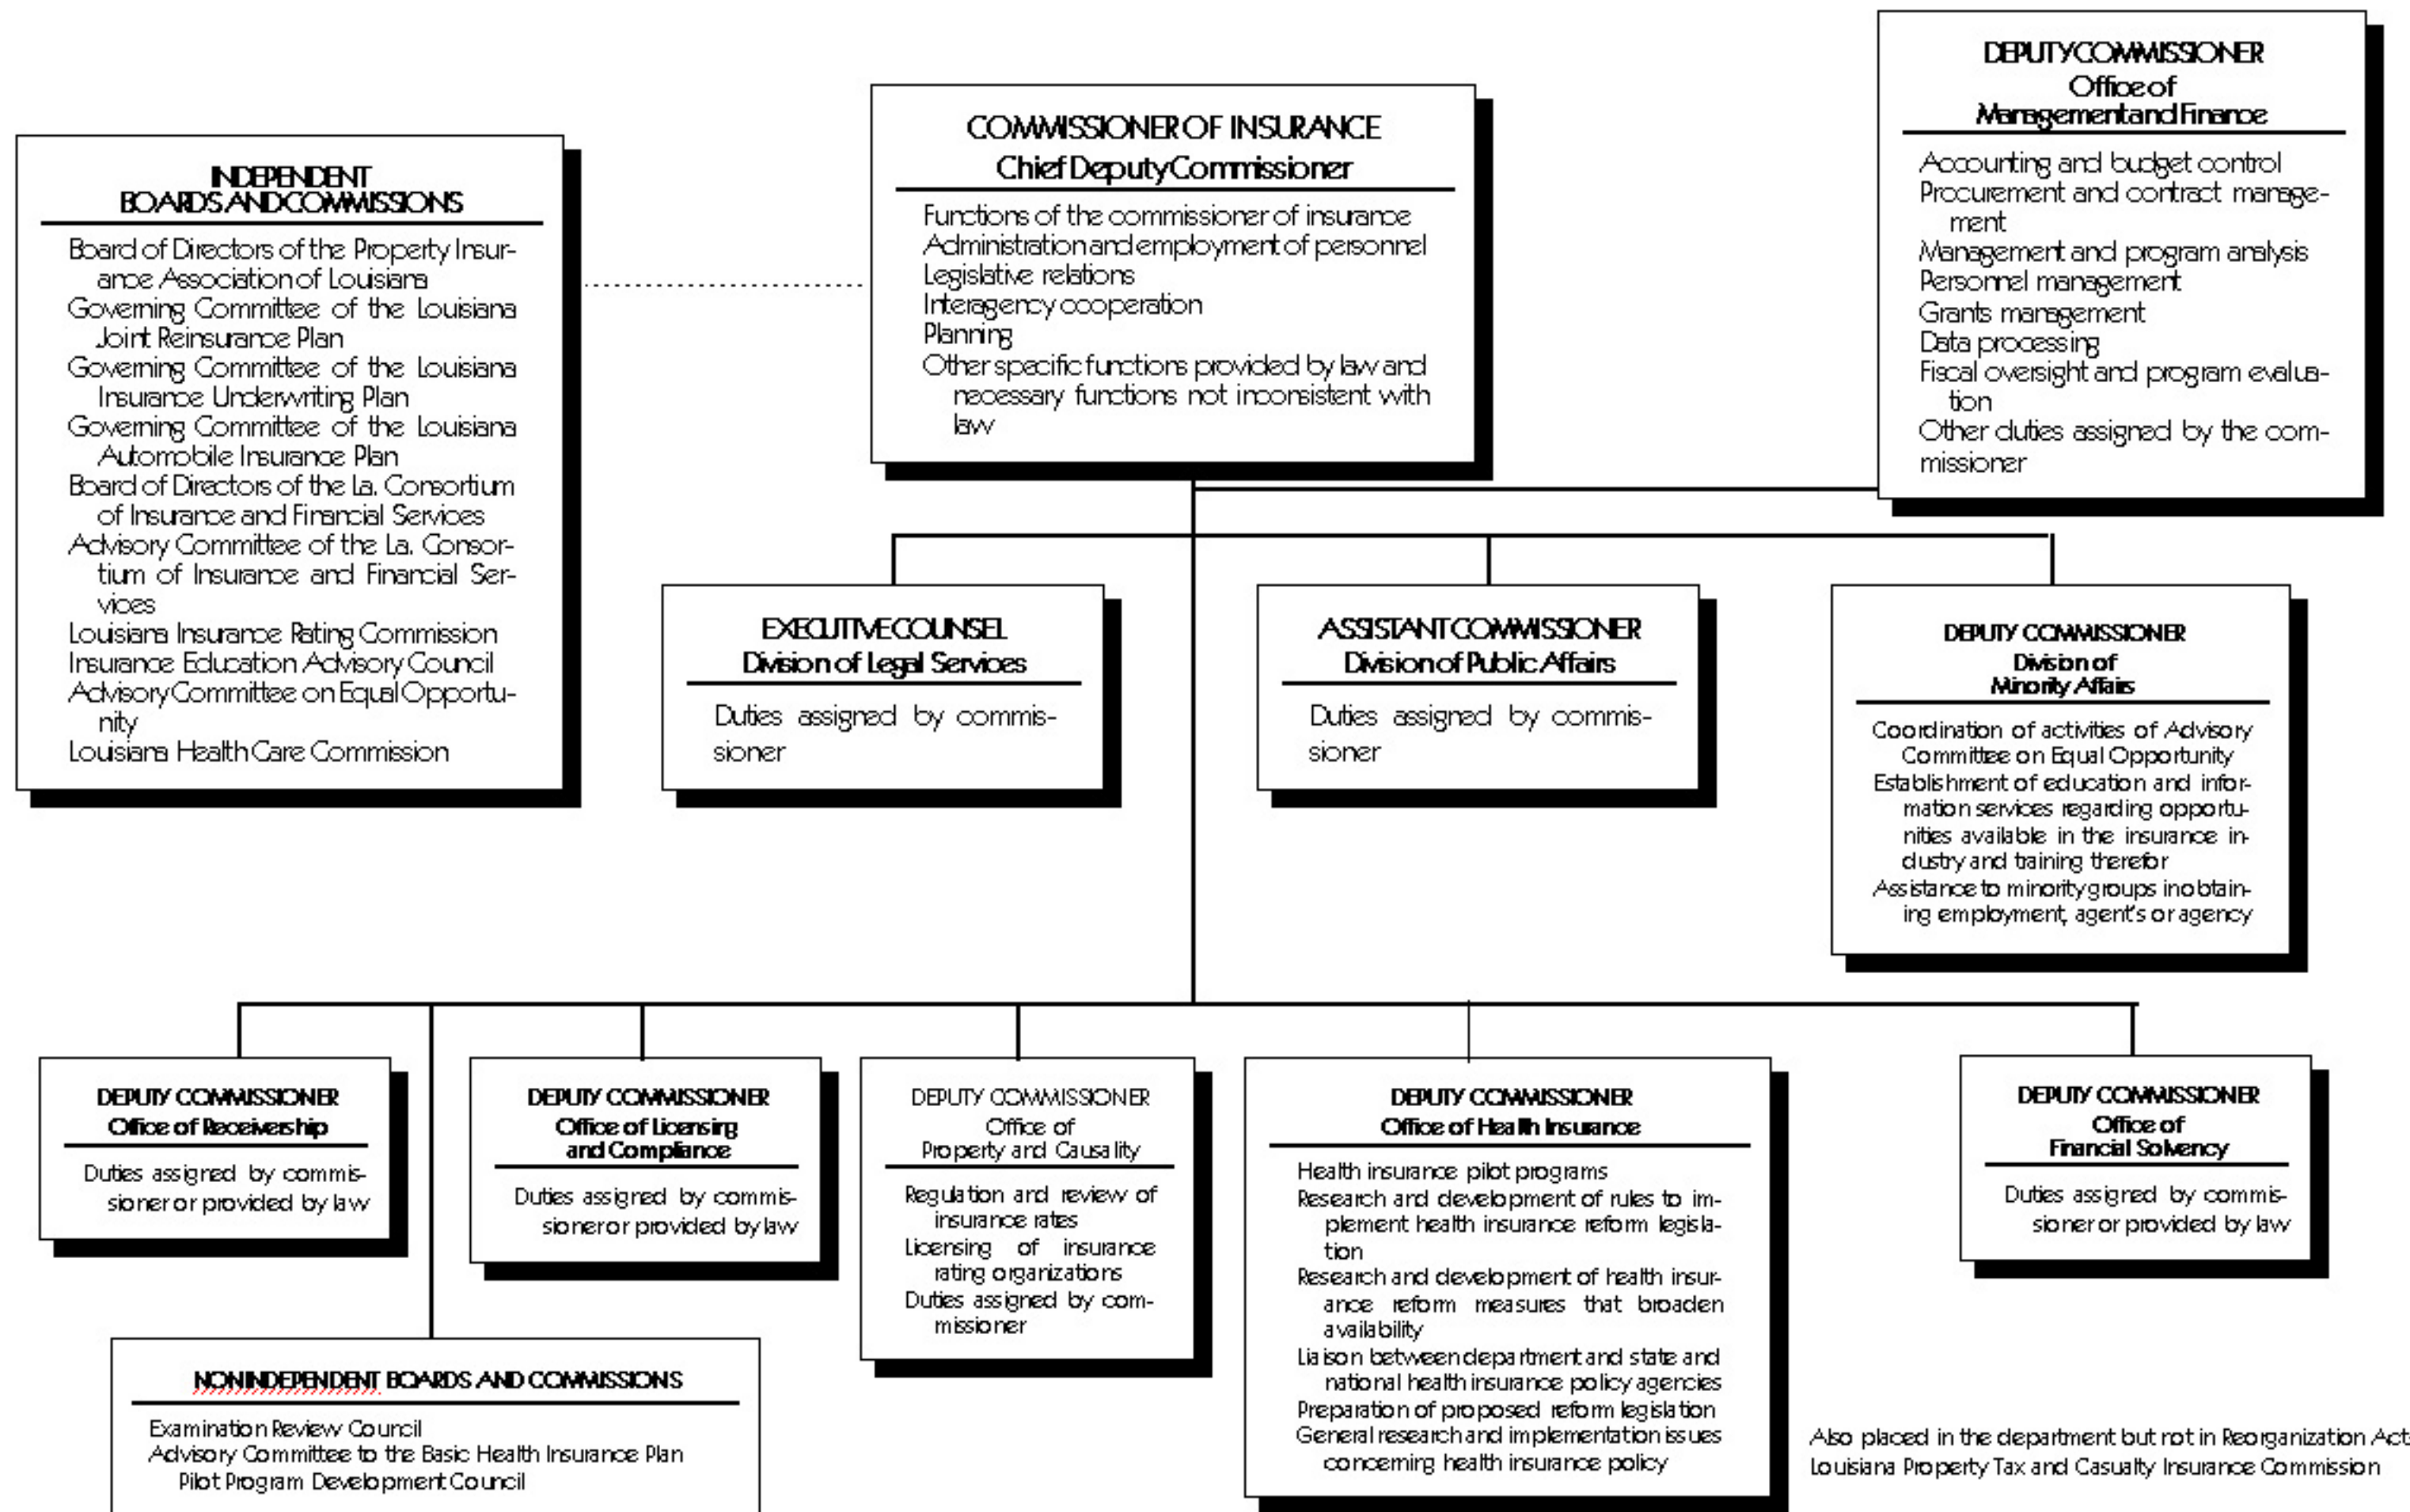 DEPUTY COMMISSIONER
Office of
Management and Finance
Accounting and budget control
Procurement and contract manage-
ment
Management and program analysis
Personnel management
Grants management
Data processing
Fiscal oversight and program evalua-
tion
Other duties assigned by the com-
missioner
COMMISSIONER OF INSURANCE
Chief Deputy Commissioner
Functions of the commissioner of insurance
Administration and employment of personnel
Legislative relations
Interagency cooperation
Planning
Other specific functions provided by law and
necessary functions not inconsistent with
law
INDEPENDENT
BOARDS AND COMMISSIONS
Board of Directors of the Property Insur-
ance Association of Louisiana
Governing Committee of the Louisiana
Joint Reinsurance Plan
Governing Committee of the Louisiana
Insurance Underwriting Plan
Governing Committee of the Louisiana
Automobile Insurance Plan
Board of Directors of the La. Consortium
of Insurance and Financial Services
Advisory Committee of the La. Consor-
tium of Insurance and Financial Ser-
vices
Louisiana Insurance Rating Commission
Insurance Education Advisory Council
Advisory Committee on Equal Opportu-
nity
Louisiana Health Care Commission
EXECUTIVE COUNSEL
Division of Legal Services
Duties assigned by commis-
sioner
ASSISTANT COMMISSIONER
Division of Public Affairs
Duties assigned by commis-
sioner
DEPUTY COMMISSIONER
Division of
Minority Affairs
Coordination of activities of Advisory
Committee on Equal Opportunity
Establishment of education and infor-
mation services regarding opportu-
nities available in the insurance in-
dustry and training therefor
Assistance to minority groups in obtain-
ing employment, agent's or agency
DEPUTY COMMISSIONER
Office of Receivership
Duties assigned by commis-
sioner or provided by law
DEPUTY COMMISSIONER
Office of Licensing
and Compliance
Duties assigned by commis-
sioner or provided by law
DEPUTY COMMISSIONER
Office of
Property and Causality
Regulation and review of
insurance rates
Licensing of insurance
rating organizations
Duties assigned by com-
missioner
DEPUTY COMMISSIONER
Office of Health Insurance
Health insurance pilot programs
Research and development of rules to im-
plement health insurance reform legisla-
tion
Research and development of health insur-
ance reform measures that broaden
availability
Liaison between department and state and
national health insurance policy agencies
Preparation of proposed reform legislation
General research and implementation issues
concerning health insurance policy
DEPUTY COMMISSIONER
Office of
Financial Solvency
Duties assigned by commis-
sioner or provided by law
NONINDEPENDENT BOARDS AND COMMISSIONS
Examination Review Council
Advisory Committee to the Basic Health Insurance Plan
Pilot Program Development Council
Also placed in the department but not in Reorganization Act:
Louisiana Property Tax and Casualty Insurance Commission